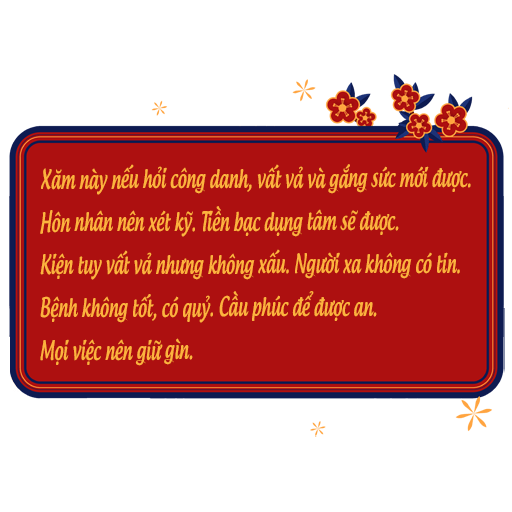 Xăm này nếu hỏi công danh, vất vả và gắng sức mới được.
Hôn nhân nên xét kỹ. Tiền bạc dụng tâm sẽ được.
Kiện tuy vất vả nhưng không xấu. Người xa không có tin.
Bệnh không tốt, có quỷ. Cầu phúc để được an.
Mọi việc nên giữ gìn.